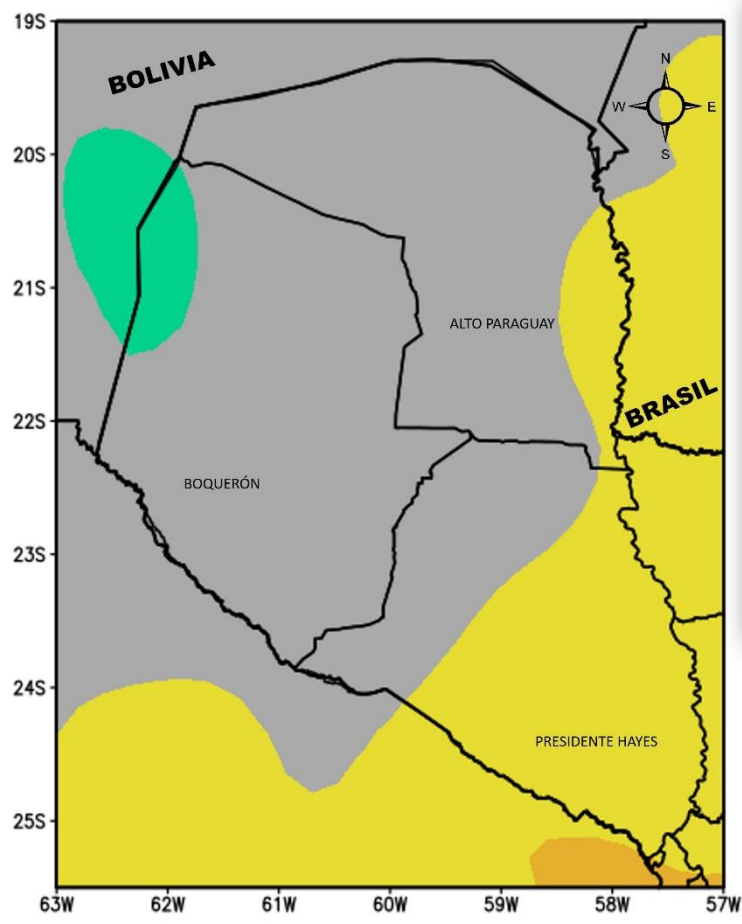 19S
BOLIVIA
N
W E
S
20S
21S
ALTO PARAGUAY
BRASIL
22S
BOQUERÓN
23S
24S
PRESIDENTE HAYES
25S
63W 62W 61W 60W 59W 58W 57W